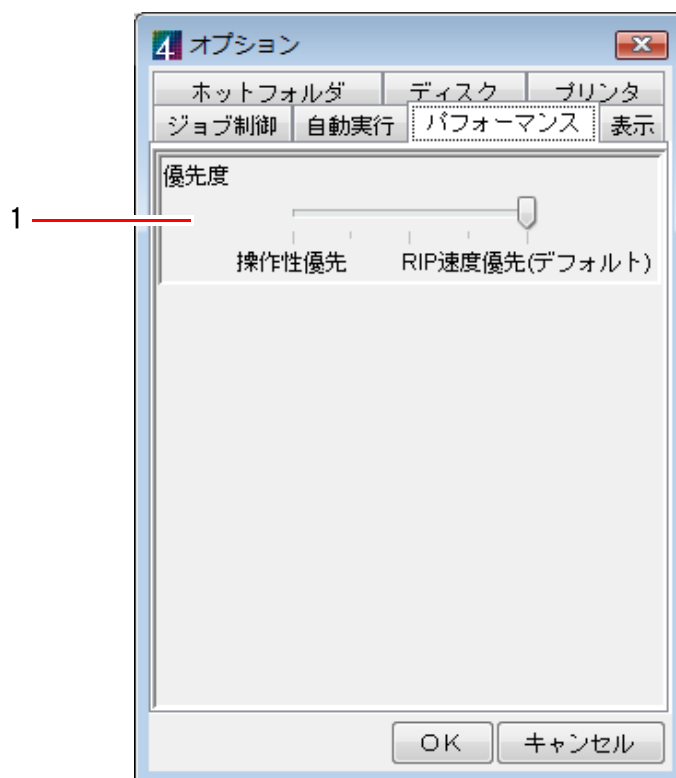 4 オプション
ホットフォルダ ディスク プリンタ
ジョブ制御 自動実行 パフォーマンス 表示
優先度
1
操作性優先 RIP速度優先(デフォルト)
OK キャンセル